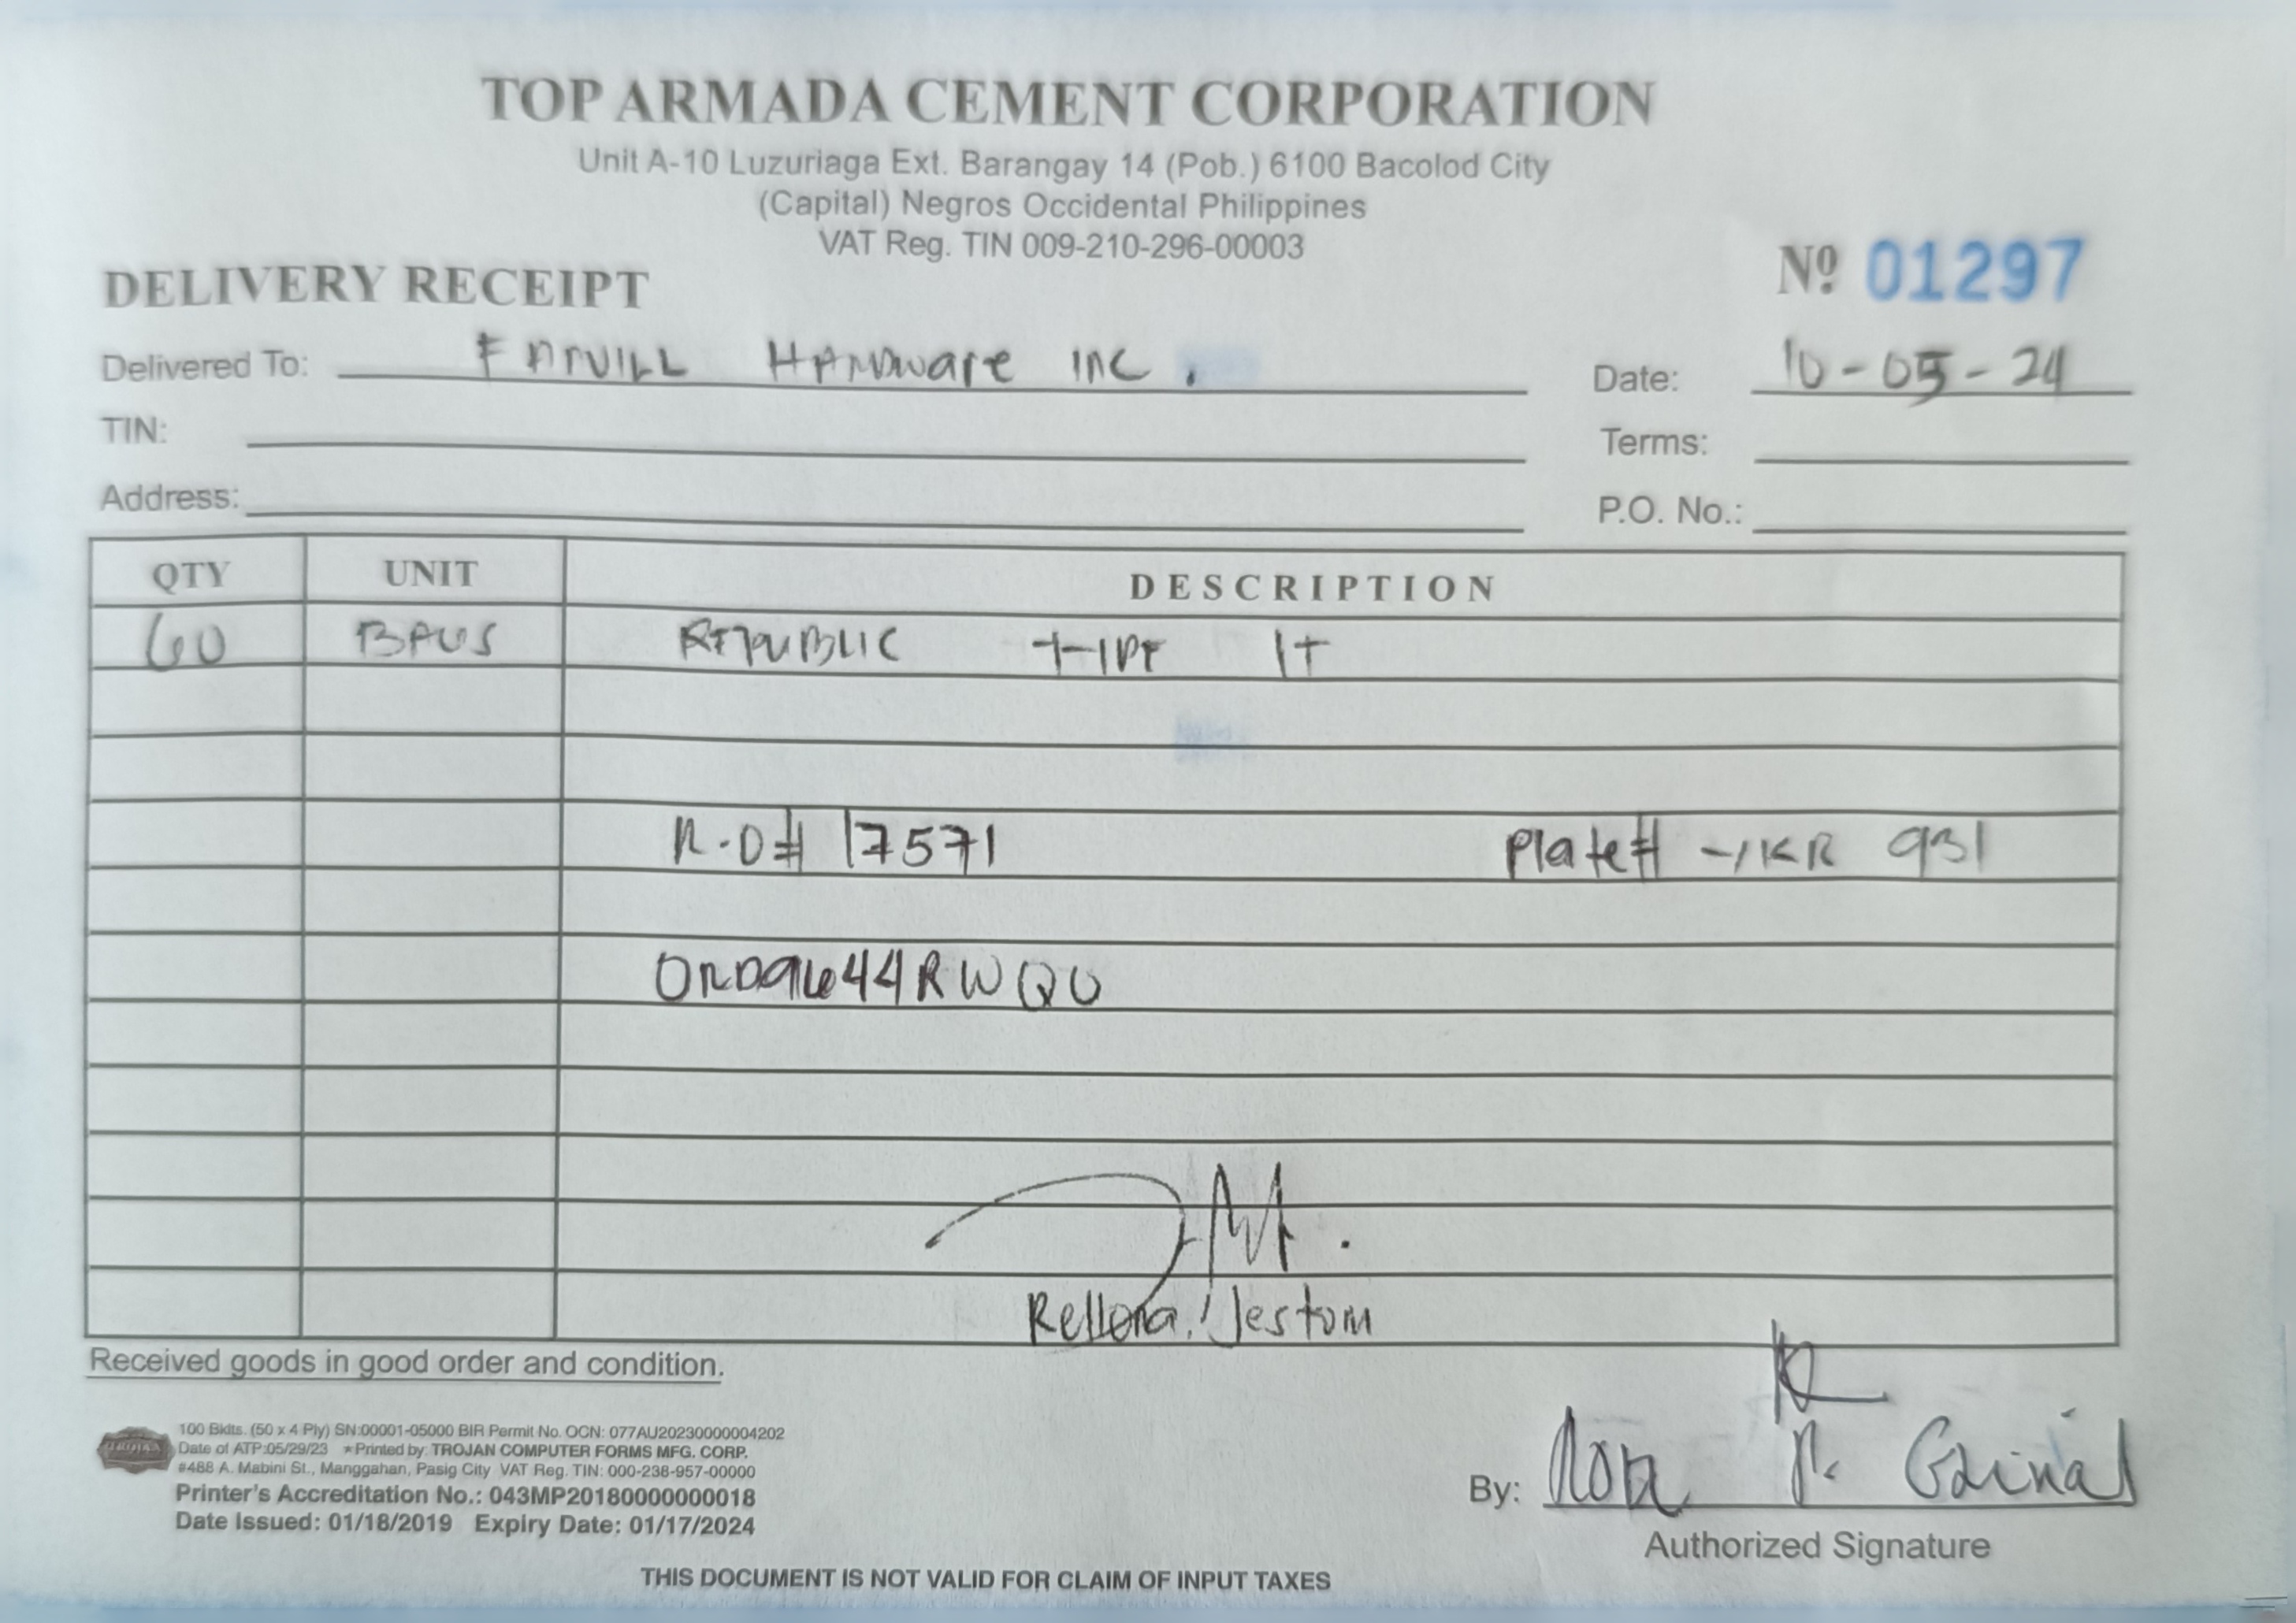 TOP ARMADA CEMENT CORPORATION
Unit A-10 Luzuriaga Ext. Barangay 14 (Pob.) 6100 Bacolod City
(Capital) Negros Occidental Philippines
VAT Reg. TIN 009-210-296-00003
DELIVERY RECEIPT
Nº 01297
Delivered To: Hardware INC.
Date: 10-05-24
TIN:
Terms:
Address:
P.O. No.:
QTY UNIT DESCRIPTION
60 BAGS REPUBLIC TYPE 1T
R.O# 17571 Plate# KR 931
RWQU
Rellora, Jestom
Received goods in good order and condition.
100 Bklts. (50 x 4 Ply) SN:00001-05000 BIR Permit No. OCN: 077AU20230000004202
TROJAN
Date of ATP:05/29/23 ★Printed by: TROJAN COMPUTER FORMS MFG. CORP.
#488 A. Mabini St., Manggahan, Pasig City VAT Reg. TIN: 000-238-957-00000
Printer's Accreditation No.: 043MP20180000000018
Date Issued: 01/18/2019 Expiry Date: 01/17/2024
By:
Authorized Signature
THIS DOCUMENT IS NOT VALID FOR CLAIM OF INPUT TAXES